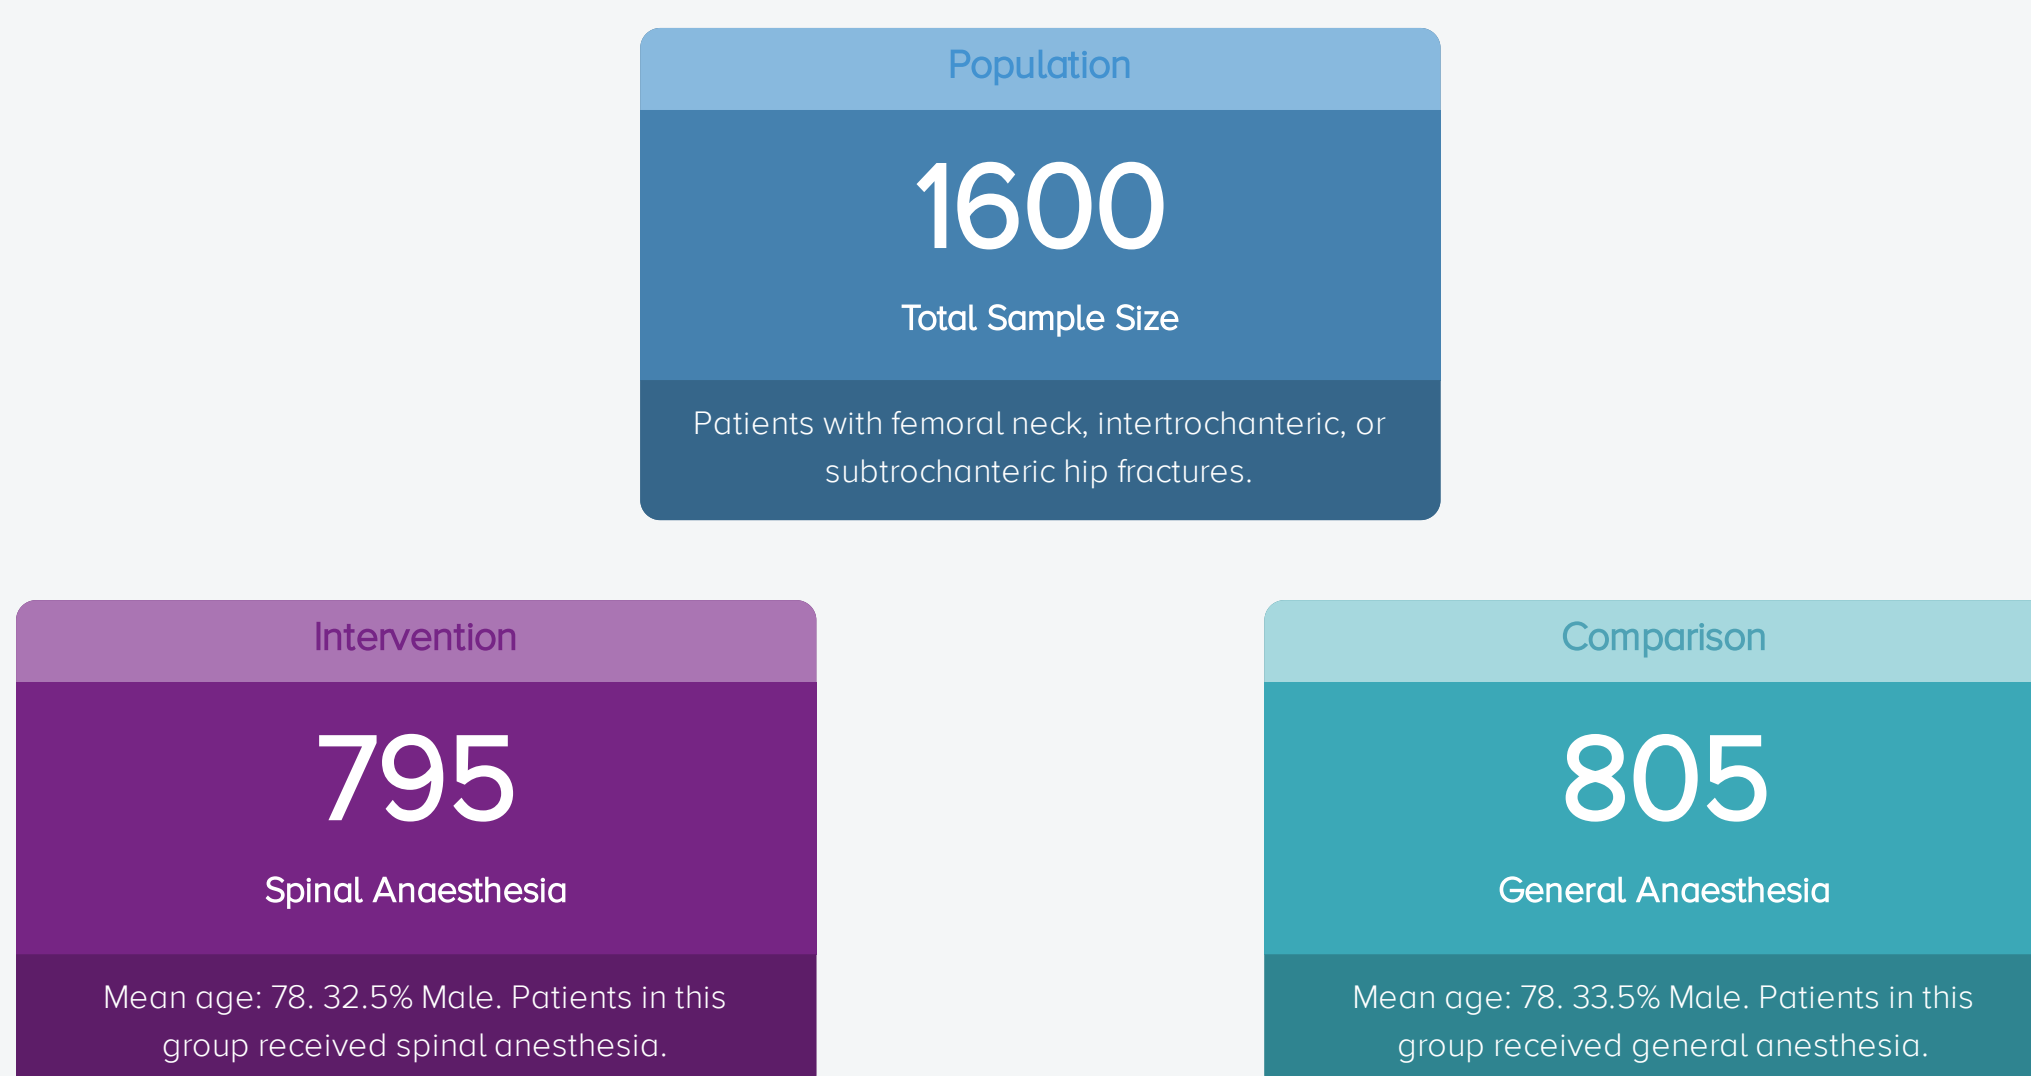 Population
1600
Total Sample Size
Patients with femoral neck, intertrochanteric, or
subtrochanteric hip fractures.
Intervention
795
Spinal Anaesthesia
Mean age: 78. 32.5% Male. Patients in this
group received spinal anesthesia.
Comparison
805
General Anaesthesia
Mean age: 78. 33.5% Male. Patients in this
group received general anesthesia.